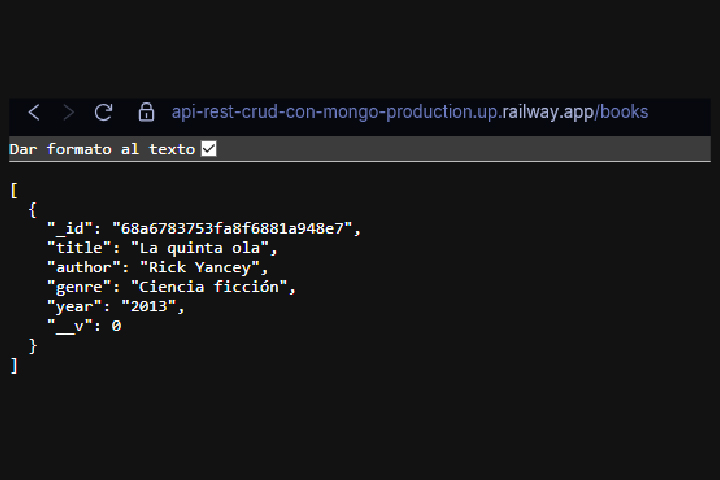 api-rest-crud-con-mongo-production.up.railway.app/books
Dar formato al texto
[
  {
    "_id": "68a6783753fa8f6881a948e7",
    "title": "La quinta ola",
    "author": "Rick Yancey",
    "genre": "Ciencia ficción",
    "year": "2013",
    "__v": 0
  }
]